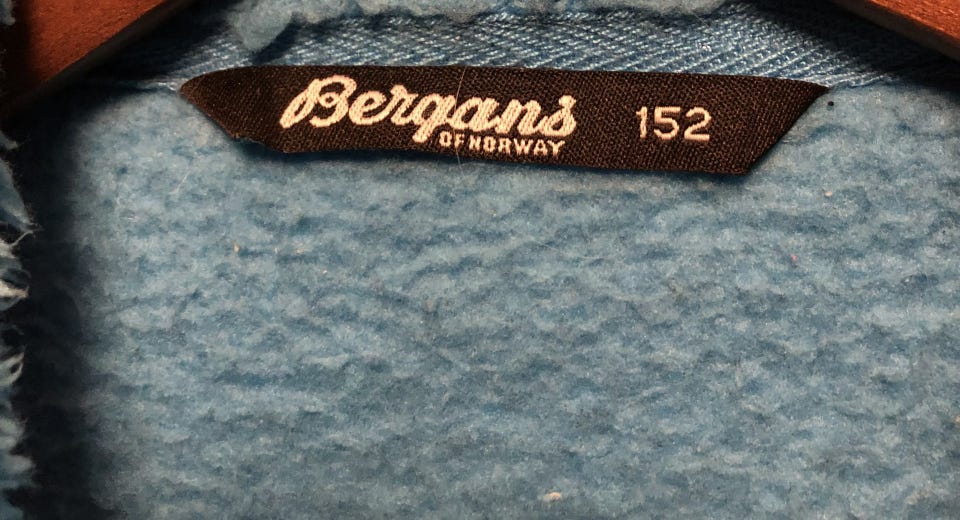 Bergans 152
OF NORWAY